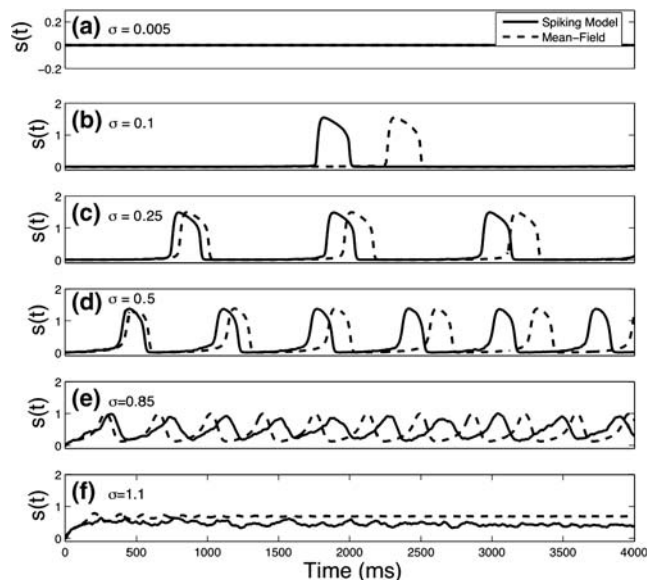 (a) σ = 0.005
Spiking Model
Mean-Field
s(t)
0.2
0
-0.2
(b) σ = 0.1
s(t)
2
1
0
(c) σ = 0.25
s(t)
2
1
0
(d) σ = 0.5
s(t)
2
1
0
(e) σ=0.85
s(t)
2
1
0
(f) σ=1.1
s(t)
2
1
0
0 500 1000 1500 2000 2500 3000 3500 4000
Time (ms)